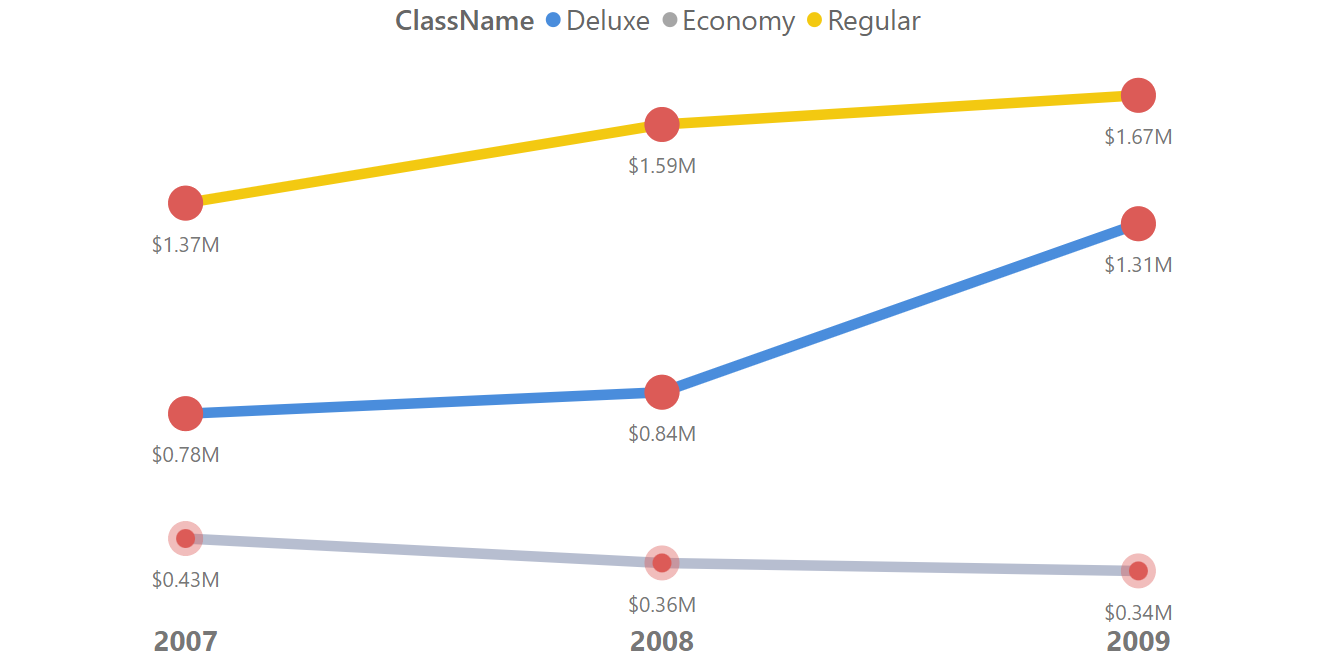 ClassName Deluxe Economy Regular
$1.67M
$1.59M
$1.37M
$1.31M
$0.84M
$0.78M
$0.43M
$0.36M
$0.34M
2007 2008 2009